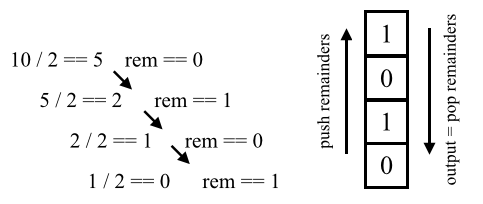 10 / 2 == 5 rem == 0
5 / 2 == 2 rem == 1
2 / 2 == 1 rem == 0
1 / 2 == 0 rem == 1
push remainders
1
0
1
0
output = pop remainders